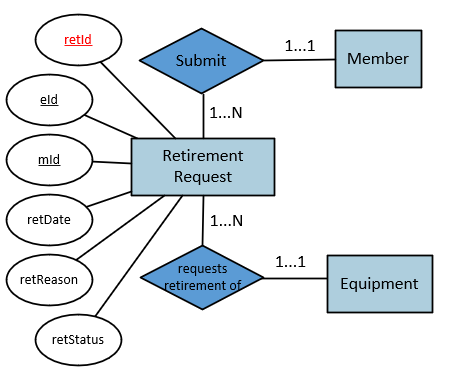 retId
Submit
1...1
Member
eId
1...N
mId
Retirement
Request
retDate
1...N
requests
retirement of
1...1
Equipment
retReason
retStatus